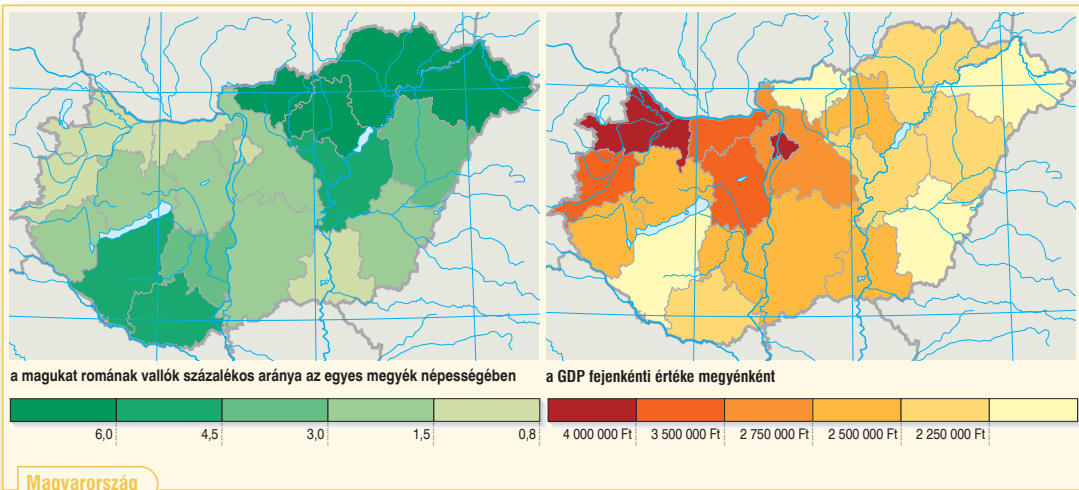 a magukat romának vallók százalékos aránya az egyes megyék népességében
6,0
4,5
3,0
1,5
0,8
a GDP fejenkénti értéke megyénként
4 000 000 Ft
3 500 000 Ft
2 750 000 Ft
2 500 000 Ft
2 250 000 Ft
Magyarország